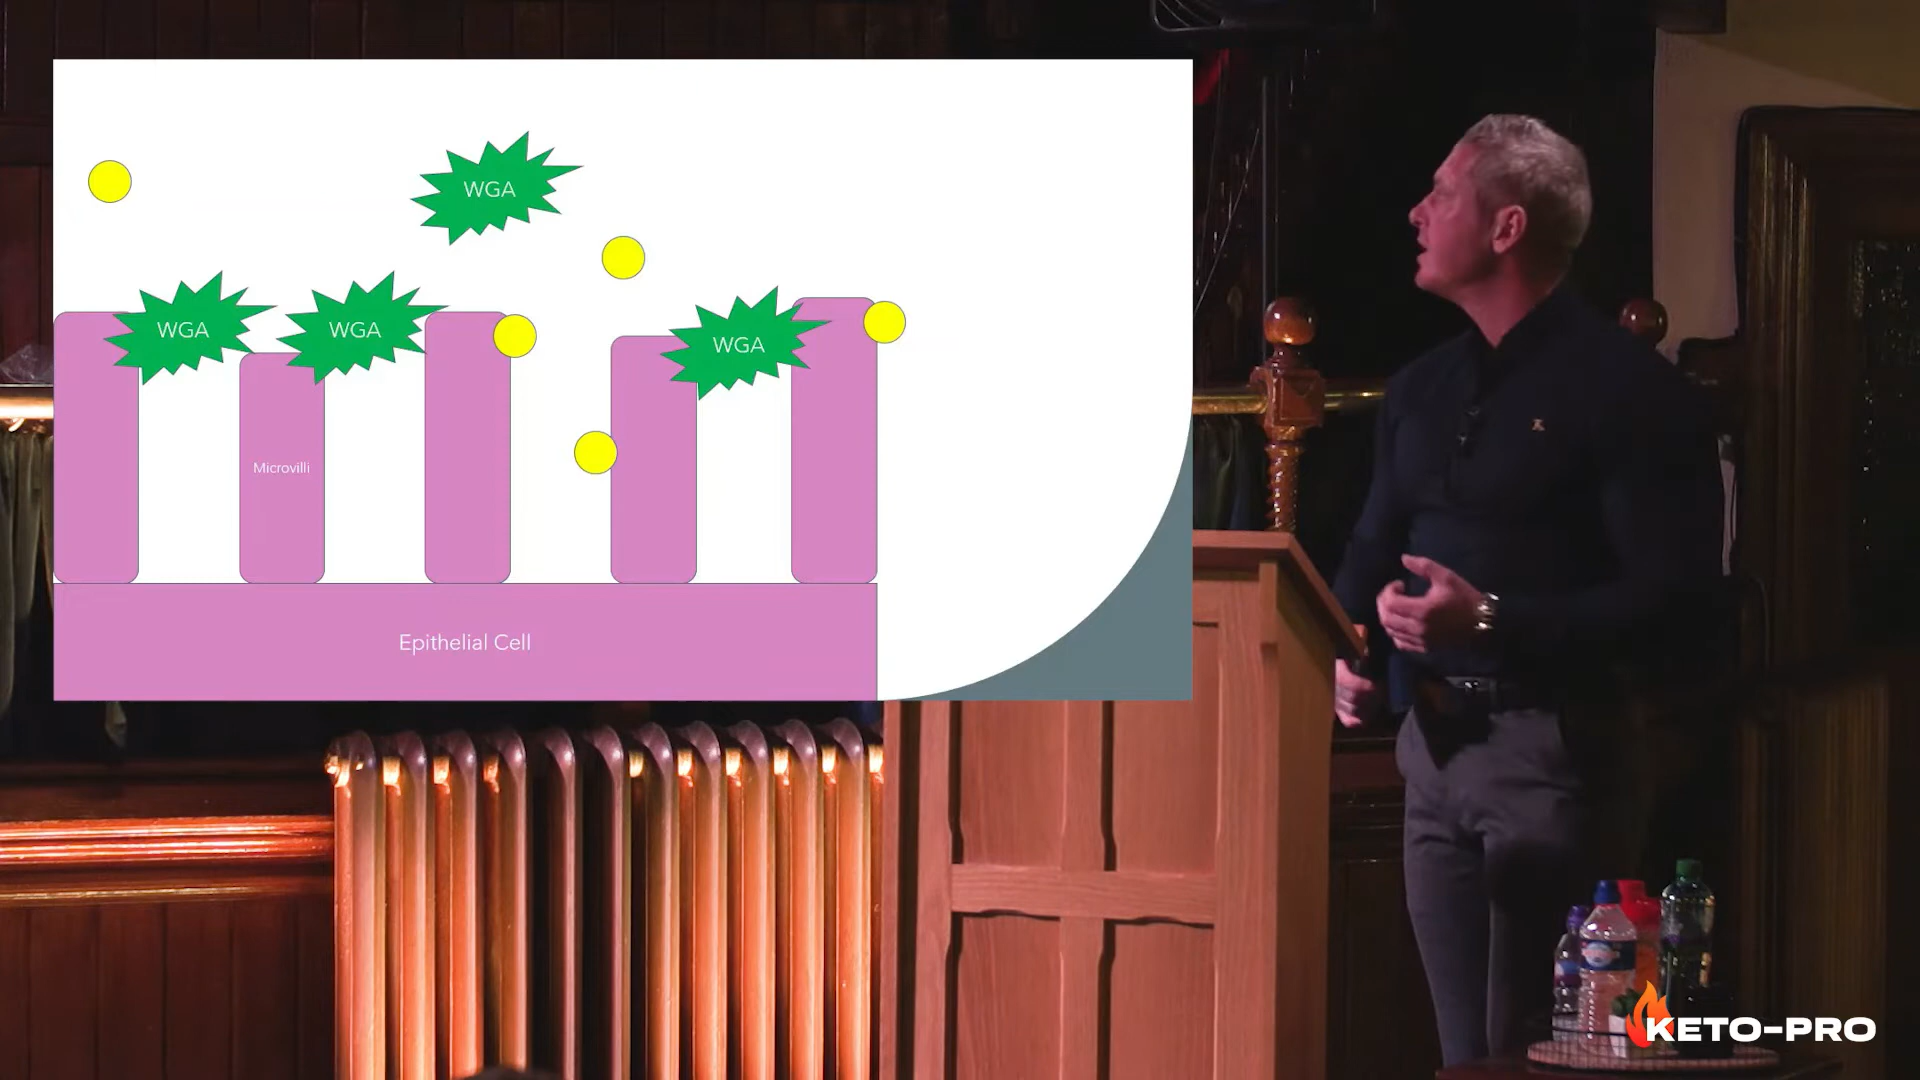 WGA
WGA
WGA
WGA
Microvilli
Epithelial Cell
KETO-PRO